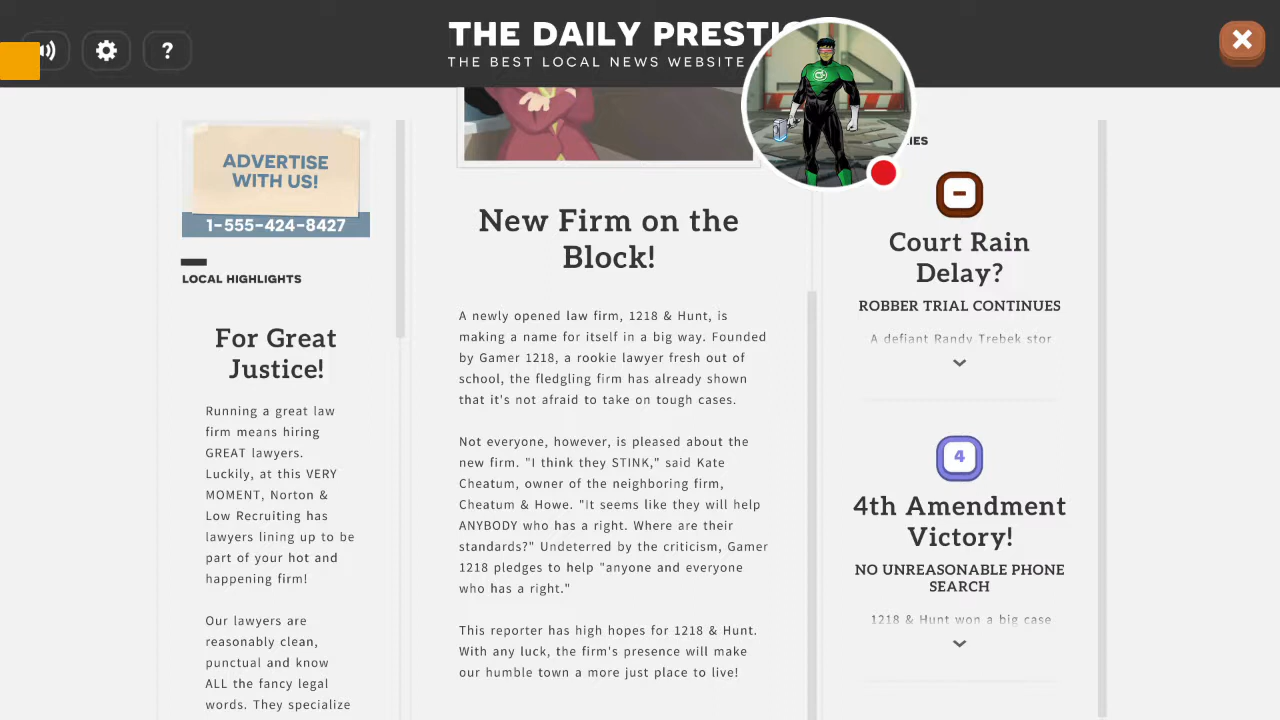 THE DAILY PRESTI
THE BEST LOCAL NEWS WEBSITE
?
ADVERTISE
WITH US!
1-555-424-8427
LOCAL HIGHLIGHTS
For Great
Justice!
Running a great law
firm means hiring
GREAT lawyers.
Luckily, at this VERY
MOMENT, Norton &
Low Recruiting has
lawyers lining up to be
part of your hot and
happening firm!
Our lawyers are
reasonably clean,
punctual and know
ALL the fancy legal
words. They specialize
New Firm on the
Block!
A newly opened law firm, 1218 & Hunt, is
making a name for itself in a big way. Founded
by Gamer 1218, a rookie lawyer fresh out of
school, the fledgling firm has already shown
that it's not afraid to take on tough cases.
Not everyone, however, is pleased about the
new firm. "I think they STINK," said Kate
Cheatum, owner of the neighboring firm,
Cheatum & Howe. "It seems like they will help
ANYBODY who has a right. Where are their
standards?" Undeterred by the criticism, Gamer
1218 pledges to help "anyone and everyone
who has a right."
This reporter has high hopes for 1218 & Hunt.
With any luck, the firm's presence will make
our humble town a more just place to live!
IES
Court Rain
Delay?
ROBBER TRIAL CONTINUES
A defiant Randy Trebek stor
4
4th Amendment
Victory!
NO UNREASONABLE PHONE
SEARCH
1218 & Hunt won a big case